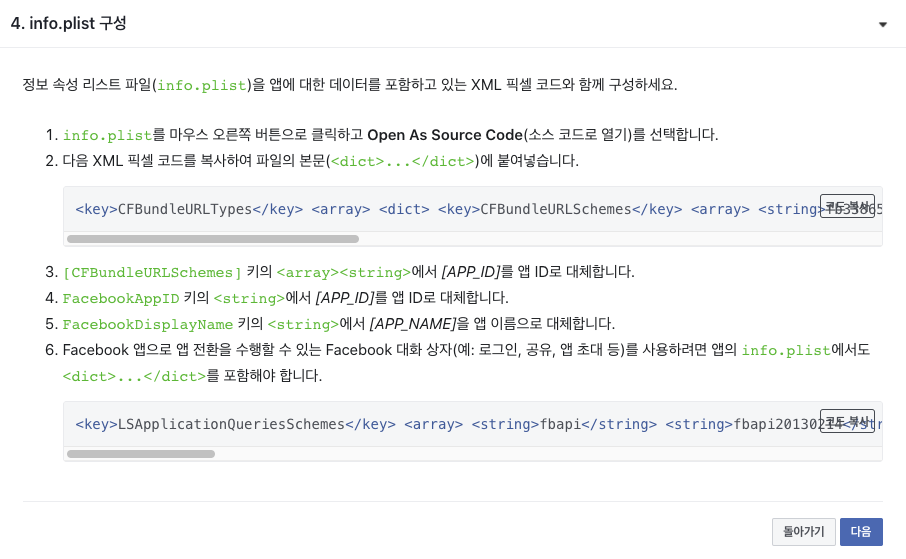 4. info.plist 구성
정보 속성 리스트 파일(info.plist)을 앱에 대한 데이터를 포함하고 있는 XML 픽셀 코드와 함께 구성하세요.
1. info.plist를 마우스 오른쪽 버튼으로 클릭하고 Open As Source Code(소스 코드로 열기)를 선택합니다.
2. 다음 XML 픽셀 코드를 복사하여 파일의 본문(<dict>...</dict>)에 붙여넣습니다.
<key>CFBundleURLTypes</key> <array> <dict> <key>CFBundleURLSchemes</key> <array> <string>
코드 복사
3. [CFBundleURLSchemes] 키의 <array><string>에서 [APP_ID]를 앱 ID로 대체합니다.
4. FacebookAppID 키의 <string>에서 [APP_ID]를 앱 ID로 대체합니다.
5. FacebookDisplayName 키의 <string>에서 [APP_NAME]을 앱 이름으로 대체합니다.
6. Facebook 앱으로 앱 전환을 수행할 수 있는 Facebook 대화 상자(예: 로그인, 공유, 앱 초대 등)를 사용하려면 앱의 info.plist에서도
<dict>...</dict>를 포함해야 합니다.
<key>LSApplicationQueriesSchemes</key> <array> <string>fbapi</string> <string>fbapi20130214</str
코드 복사
돌아가기 다음